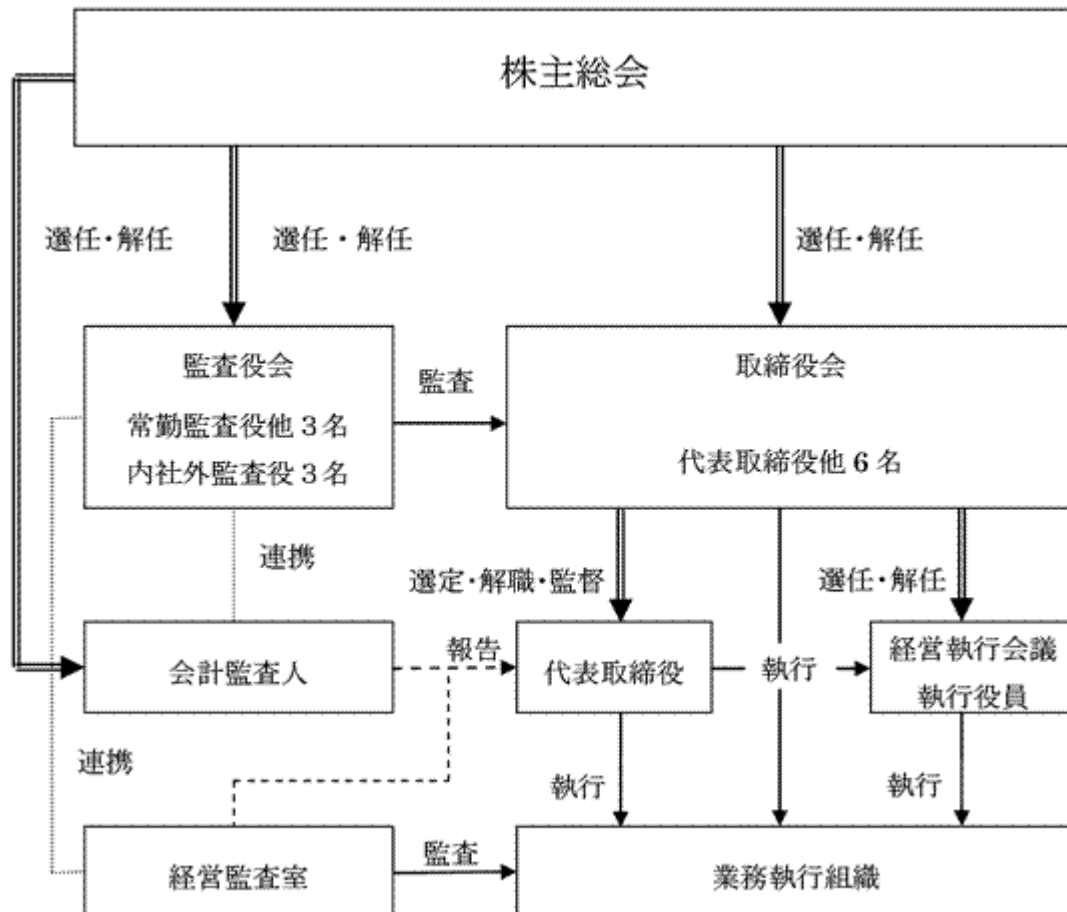 株主総会
選任・解任
選任・解任
選任・解任
監査役会
常勤監査役他3名
内社外監査役3名
監査
取締役会
代表取締役他6名
連携
選定・解職・監督
選任・解任
会計監査人
報告
代表取締役
執行
経営執行会議
執行役員
連携
執行
執行
経営監査室
監査
業務執行組織